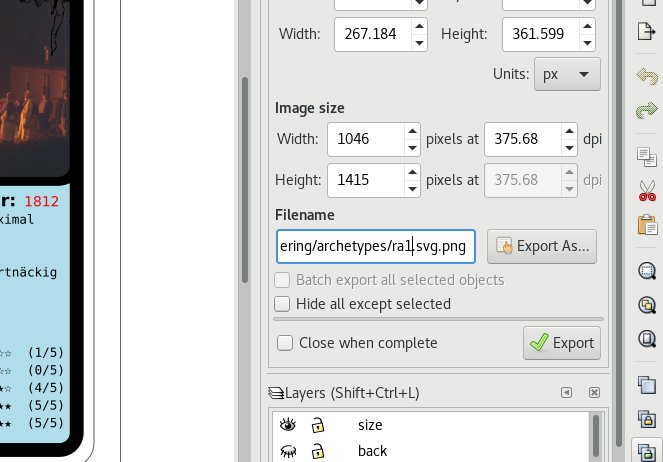 Width: 267.184 Height: 361.599
Units: px
Image size
Width: 1046 pixels at 375.68 dpi
Height: 1415 pixels at 375.68 dpi
Filename
ering/archetypes/ra1.svg.png Export As...
Batch export all selected objects
Hide all except selected
Close when complete Export
Layers (Shift+Ctrl+L)
size
back
r: 1812
ximal
rtnäckig
☆☆ (1/5)
☆☆ (0/5)
★☆ (4/5)
★★ (5/5)
★★ (5/5)